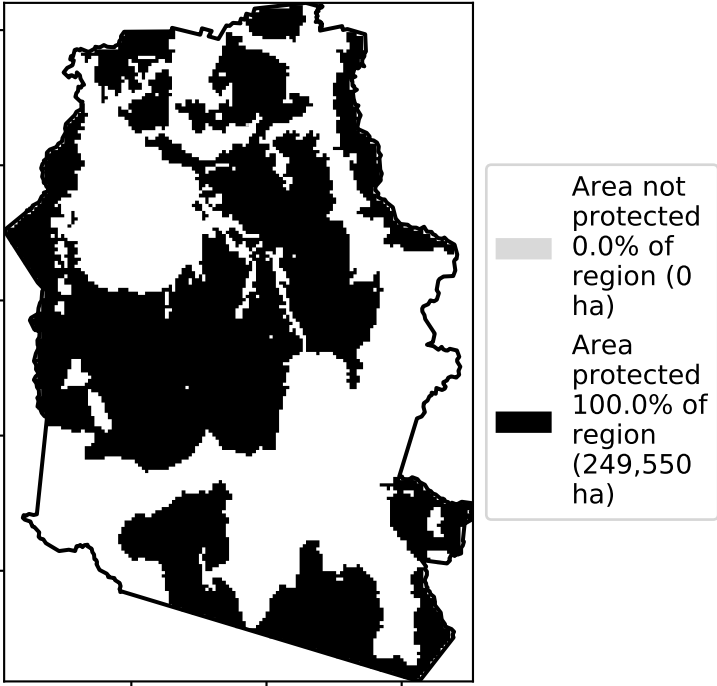 Area not
protected
0.0% of
region (0
ha)
Area
protected
100.0% of
region
(249,550
ha)